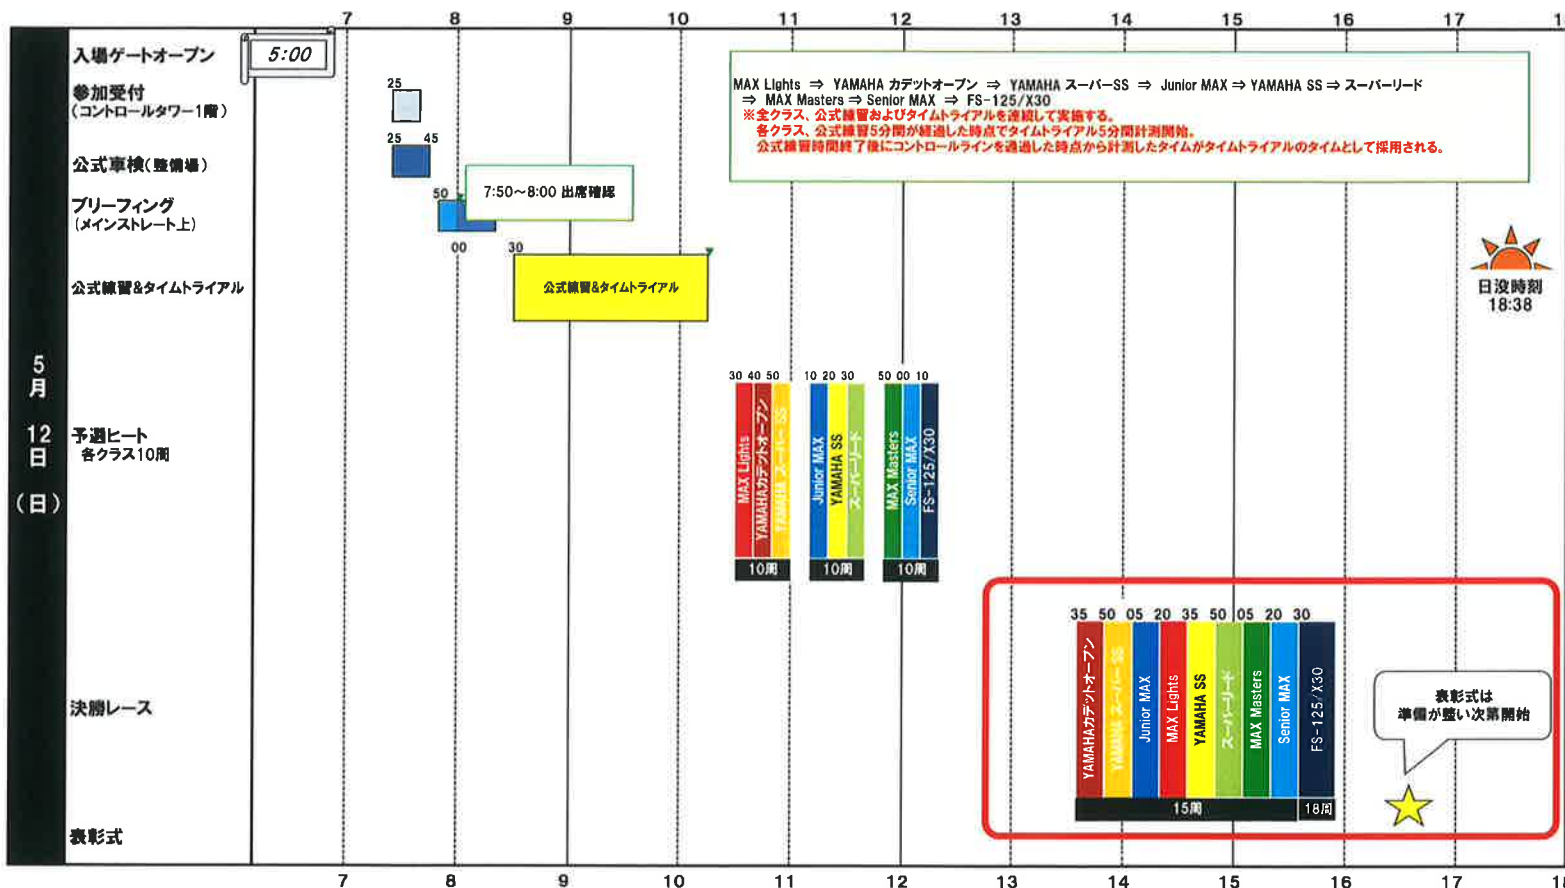 7 8 9 10 11 12 13 14 15 16 17 1
入場ゲートオープン
5:00
参加受付
(コントロールタワー1階)
25
公式車検(整備場)
25 45
ブリーフィング
(メインストレート上)
50
7:50～8:00 出席確認
00 30
公式練習&タイムトライアル
公式練習&タイムトライアル
MAX Lights ⇒ YAMAHA カデットオープン ⇒ YAMAHA スーパーSS ⇒ Junior MAX ⇒ YAMAHA SS ⇒ スーパーリード
⇒ MAX Masters ⇒ Senior MAX ⇒ FS-125/X30
※全クラス、公式練習およびタイムトライアルを連続して実施する。
各クラス、公式練習5分間が経過した時点でタイムトライアル5分間計測開始。
公式練習時間終了後にコントロールラインを通過した時点から計測したタイムがタイムトライアルのタイムとして採用される。
日没時刻
18:38
5月12日(日)
予選ヒート
各クラス10周
30 40 50 10 20 30 50 00 10
MAX Lights
YAMAHAカデットオープン
YAMAHA スーパー SS
Junior MAX
YAMAHA SS
スーパーリード
MAX Masters
Senior MAX
FS-125/X30
10周 10周 10周
決勝レース
35 50 05 20 35 50 05 20 30
YAMAHAカデットオープン
YAMAHA スーパー SS
Junior MAX
MAX Lights
YAMAHA SS
スーパーリード
MAX Masters
Senior MAX
FS-125/X30
15周 18周
表彰式は
準備が整い次第開始
表彰式
7 8 9 10 11 12 13 14 15 16 17 1